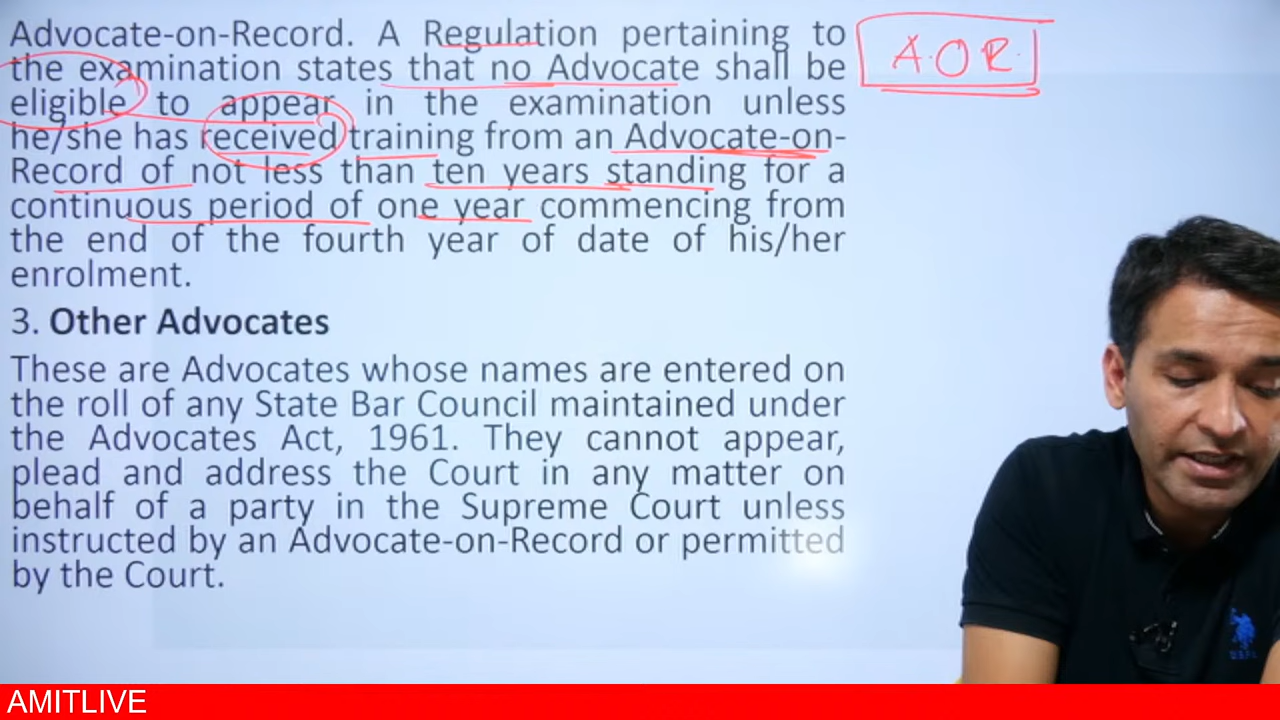 Advocate-on-Record. A Regulation pertaining to
the examination states that no Advocate shall be
eligible to appear in the examination unless
he/she has received training from an Advocate-on-
Record of not less than ten years standing for a
continuous period of one year commencing from
the end of the fourth year of date of his/her
enrolment.
3. Other Advocates
These are Advocates whose names are entered on
the roll of any State Bar Council maintained under
the Advocates Act, 1961. They cannot appear,
plead and address the Court in any matter on
behalf of a party in the Supreme Court unless
instructed by an Advocate-on-Record or permitted
by the Court.
A.O.R.
AMITLIVE